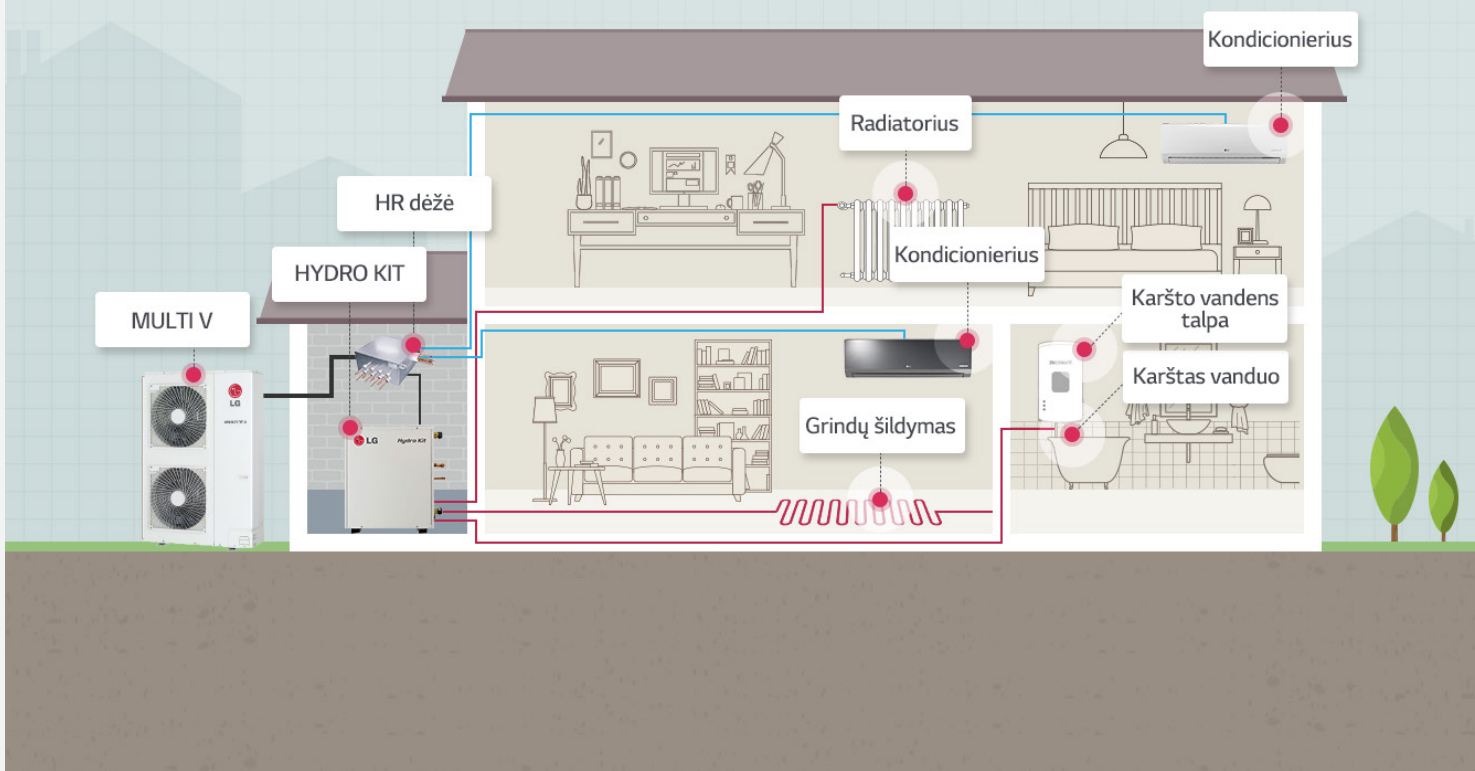 Kondicionierius
Radiatorius
HR dėžė
Kondicionierius
HYDRO KIT
Karšto vandens
talpa
MULTI V
Karštas vanduo
LG
Grindų šildymas
LG Hydro Kit